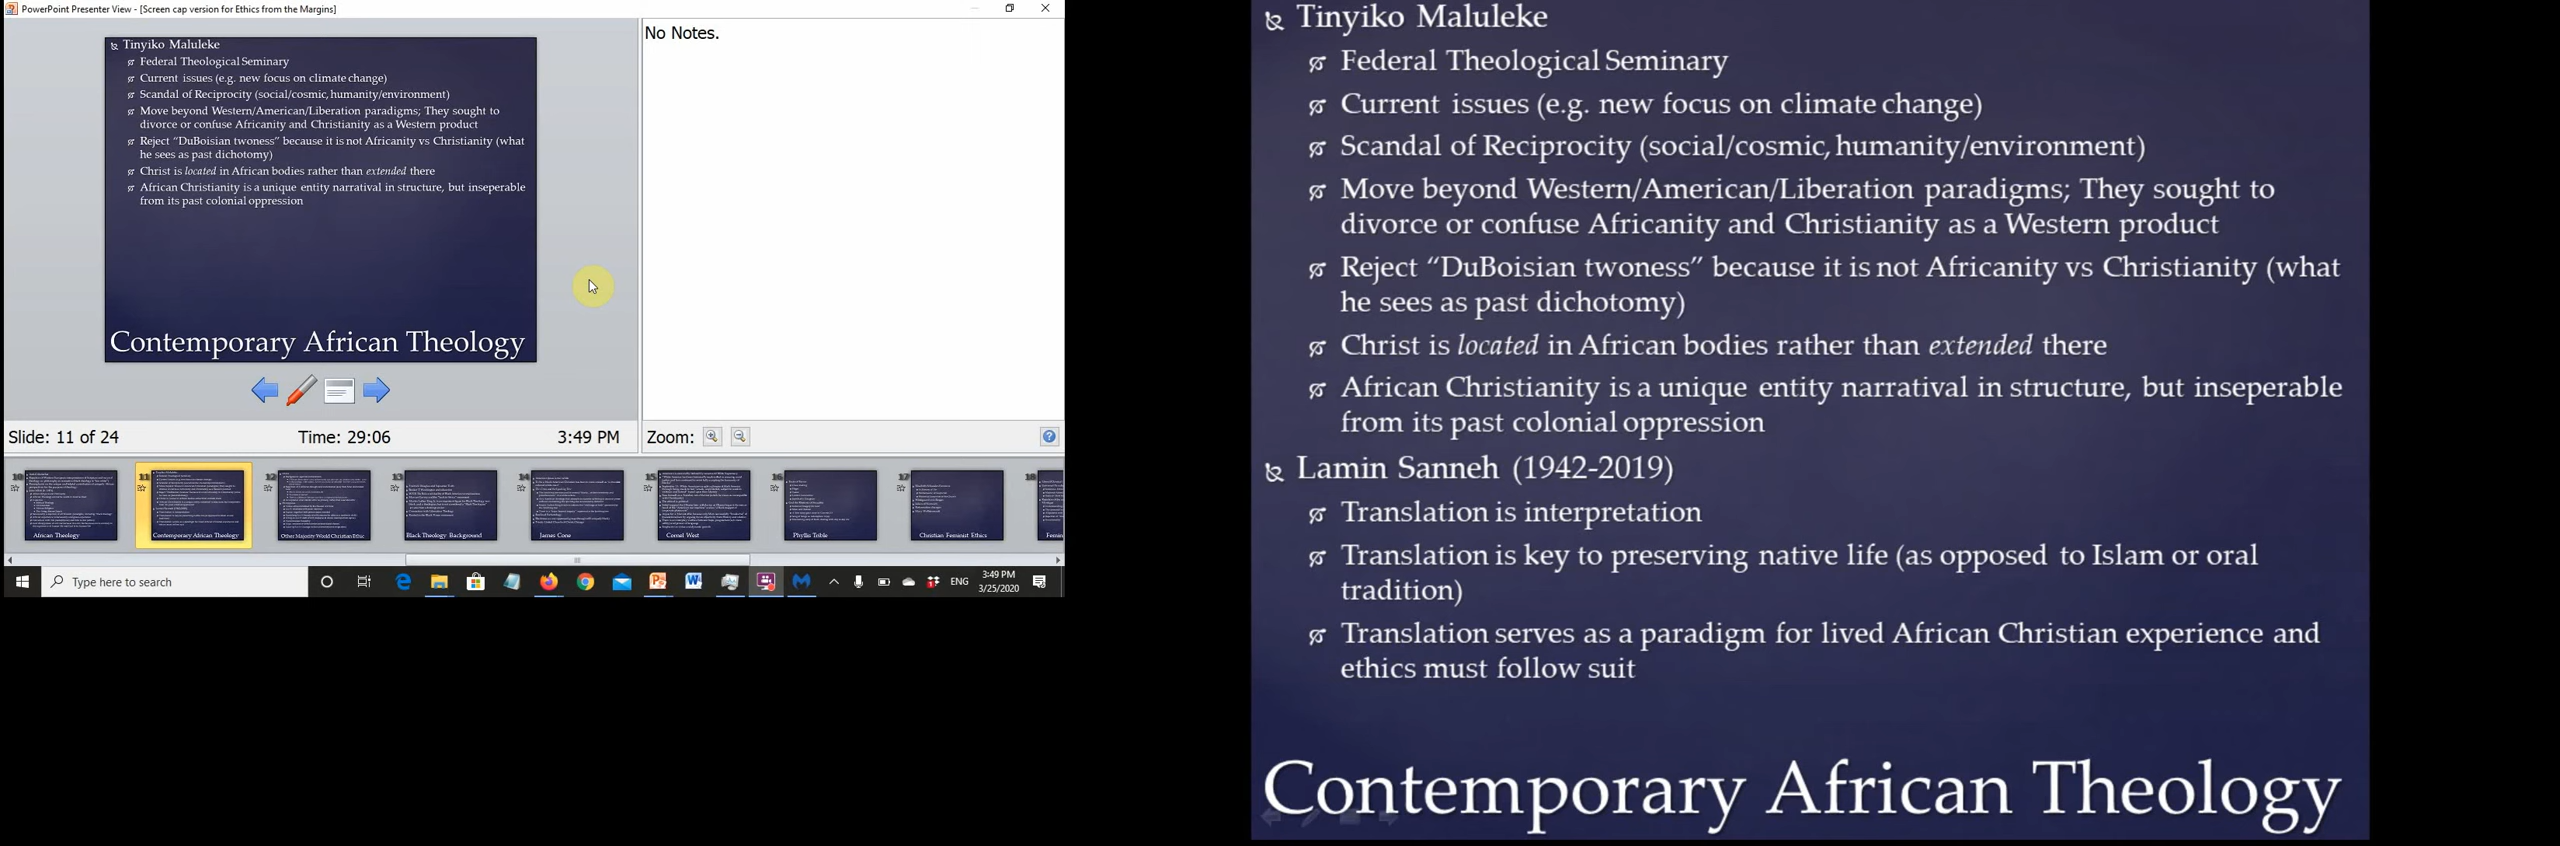 PowerPoint Presenter View - [Screen cap version for Ethics from the Margins]
Tinyiko Maluleke
Federal Theological Seminary
Current issues (e.g. new focus on climate change)
Scandal of Reciprocity (social/cosmic, humanity/environment)
Move beyond Western/American/Liberation paradigms; They sought to
divorce or confuse Africanity and Christianity as a Western product
Reject “DuBoisian twoness” because it is not Africanity vs Christianity (what
he sees as past dichotomy)
Christ is located in African bodies rather than extended there
African Christianity is a unique entity narratival in structure, but inseperable
from its past colonial oppression
Contemporary African Theology
No Notes.
Slide: 11 of 24
Time: 29:06
3:49 PM
Zoom:
10
African Theology
11
Contemporary African Theology
12
Other Majority World Christian Ethic
13
Black Theology Background
14
James Cone
15
Cornel West
16
Phyllis Trible
17
Christian Feminist Ethics
18
Type here to search
ENG
3:49 PM
3/25/2020
Tinyiko Maluleke
Federal Theological Seminary
Current issues (e.g. new focus on climate change)
Scandal of Reciprocity (social/cosmic, humanity/environment)
Move beyond Western/American/Liberation paradigms; They sought to
divorce or confuse Africanity and Christianity as a Western product
Reject “DuBoisian twoness” because it is not Africanity vs Christianity (what
he sees as past dichotomy)
Christ is located in African bodies rather than extended there
African Christianity is a unique entity narratival in structure, but inseperable
from its past colonial oppression
Lamin Sanneh (1942-2019)
Translation is interpretation
Translation is key to preserving native life (as opposed to Islam or oral
tradition)
Translation serves as a paradigm for lived African Christian experience and
ethics must follow suit
Contemporary African Theology